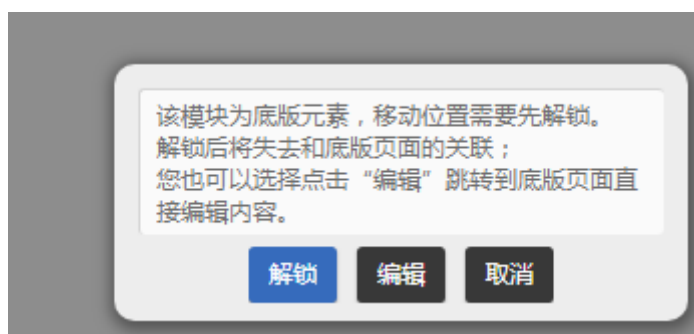 该模块为底版元素，移动位置需要先解锁。
解锁后将失去和底版页面的关联；
您也可以选择点击“编辑”跳转到底版页面直
接编辑内容。
解锁 编辑 取消